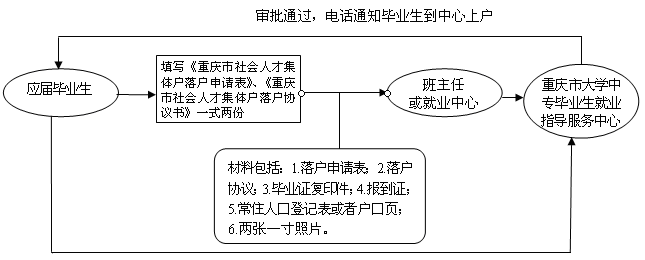 审批通过，电话通知毕业生到中心上户
应届毕业生
填写《重庆市社会人才集
体户落户申请表》、《重庆
市社会人才集体户落户协
议书》一式两份
班主任
或就业中心
重庆市大学中
专毕业生就业
指导服务中心
材料包括：1.落户申请表；2.落户
协议；3.毕业证复印件；4.报到证；
5.常住人口登记表或者户口页；
6.两张一寸照片。